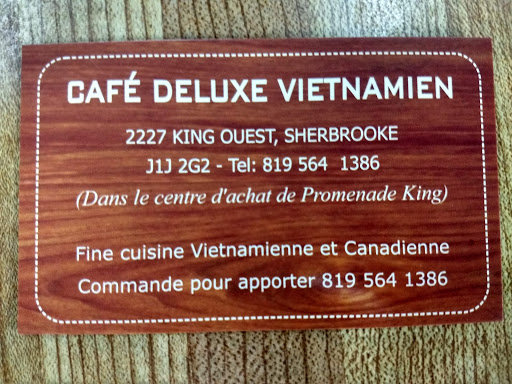 CAFÉ DELUXE VIETNAMIEN
2227 KING OUEST, SHERBROOKE
J1J 2G2 - Tel: 819 564 1386
(Dans le centre d'achat de Promenade King)
Fine cuisine Vietnamienne et Canadienne
Commande pour apporter 819 564 1386